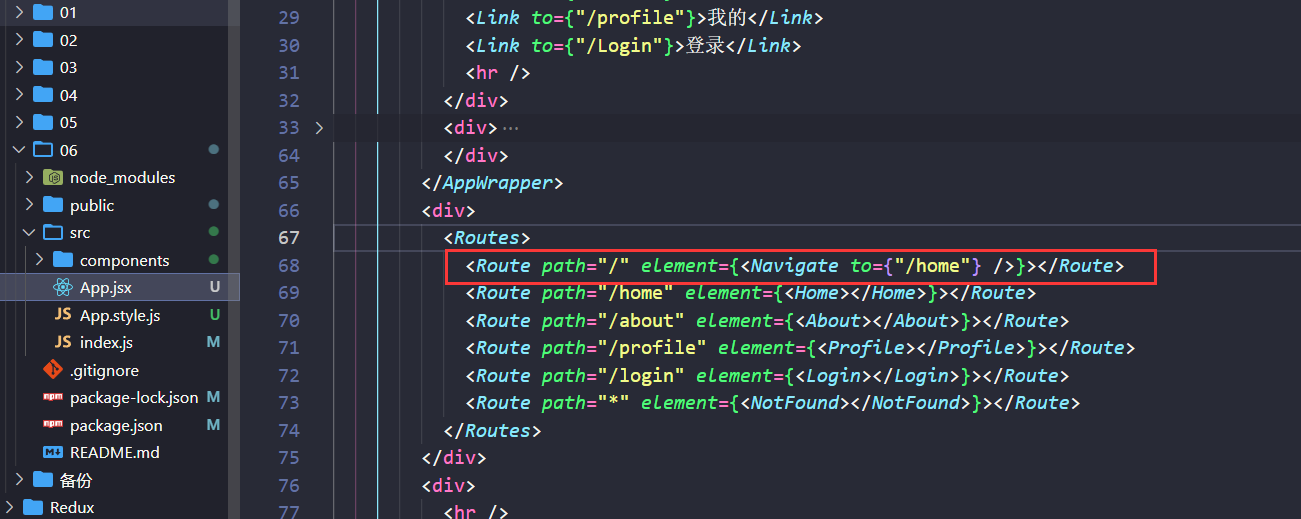 01
02
03
04
05
06
node_modules
public
src
components
App.jsx U
JS App.style.js U
JS index.js M
.gitignore
npm package-lock.json M
npm package.json M
README.md
备份
Redux
29 <Link to={"/profile"}>我的</Link>
30 <Link to={"/Login"}>登录</Link>
31 <hr />
32 </div>
33 <div>…
64 </div>
65 </AppWrapper>
66 <div>
67 <Routes>
68 <Route path="/" element={<Navigate to={"/home"} />}></Route>
69 <Route path="/home" element={<Home></Home>}></Route>
70 <Route path="/about" element={<About></About>}></Route>
71 <Route path="/profile" element={<Profile></Profile>}></Route>
72 <Route path="/login" element={<Login></Login>}></Route>
73 <Route path="*" element={<NotFound></NotFound>}></Route>
74 </Routes>
75 </div>
76 <div>
77 <hr />